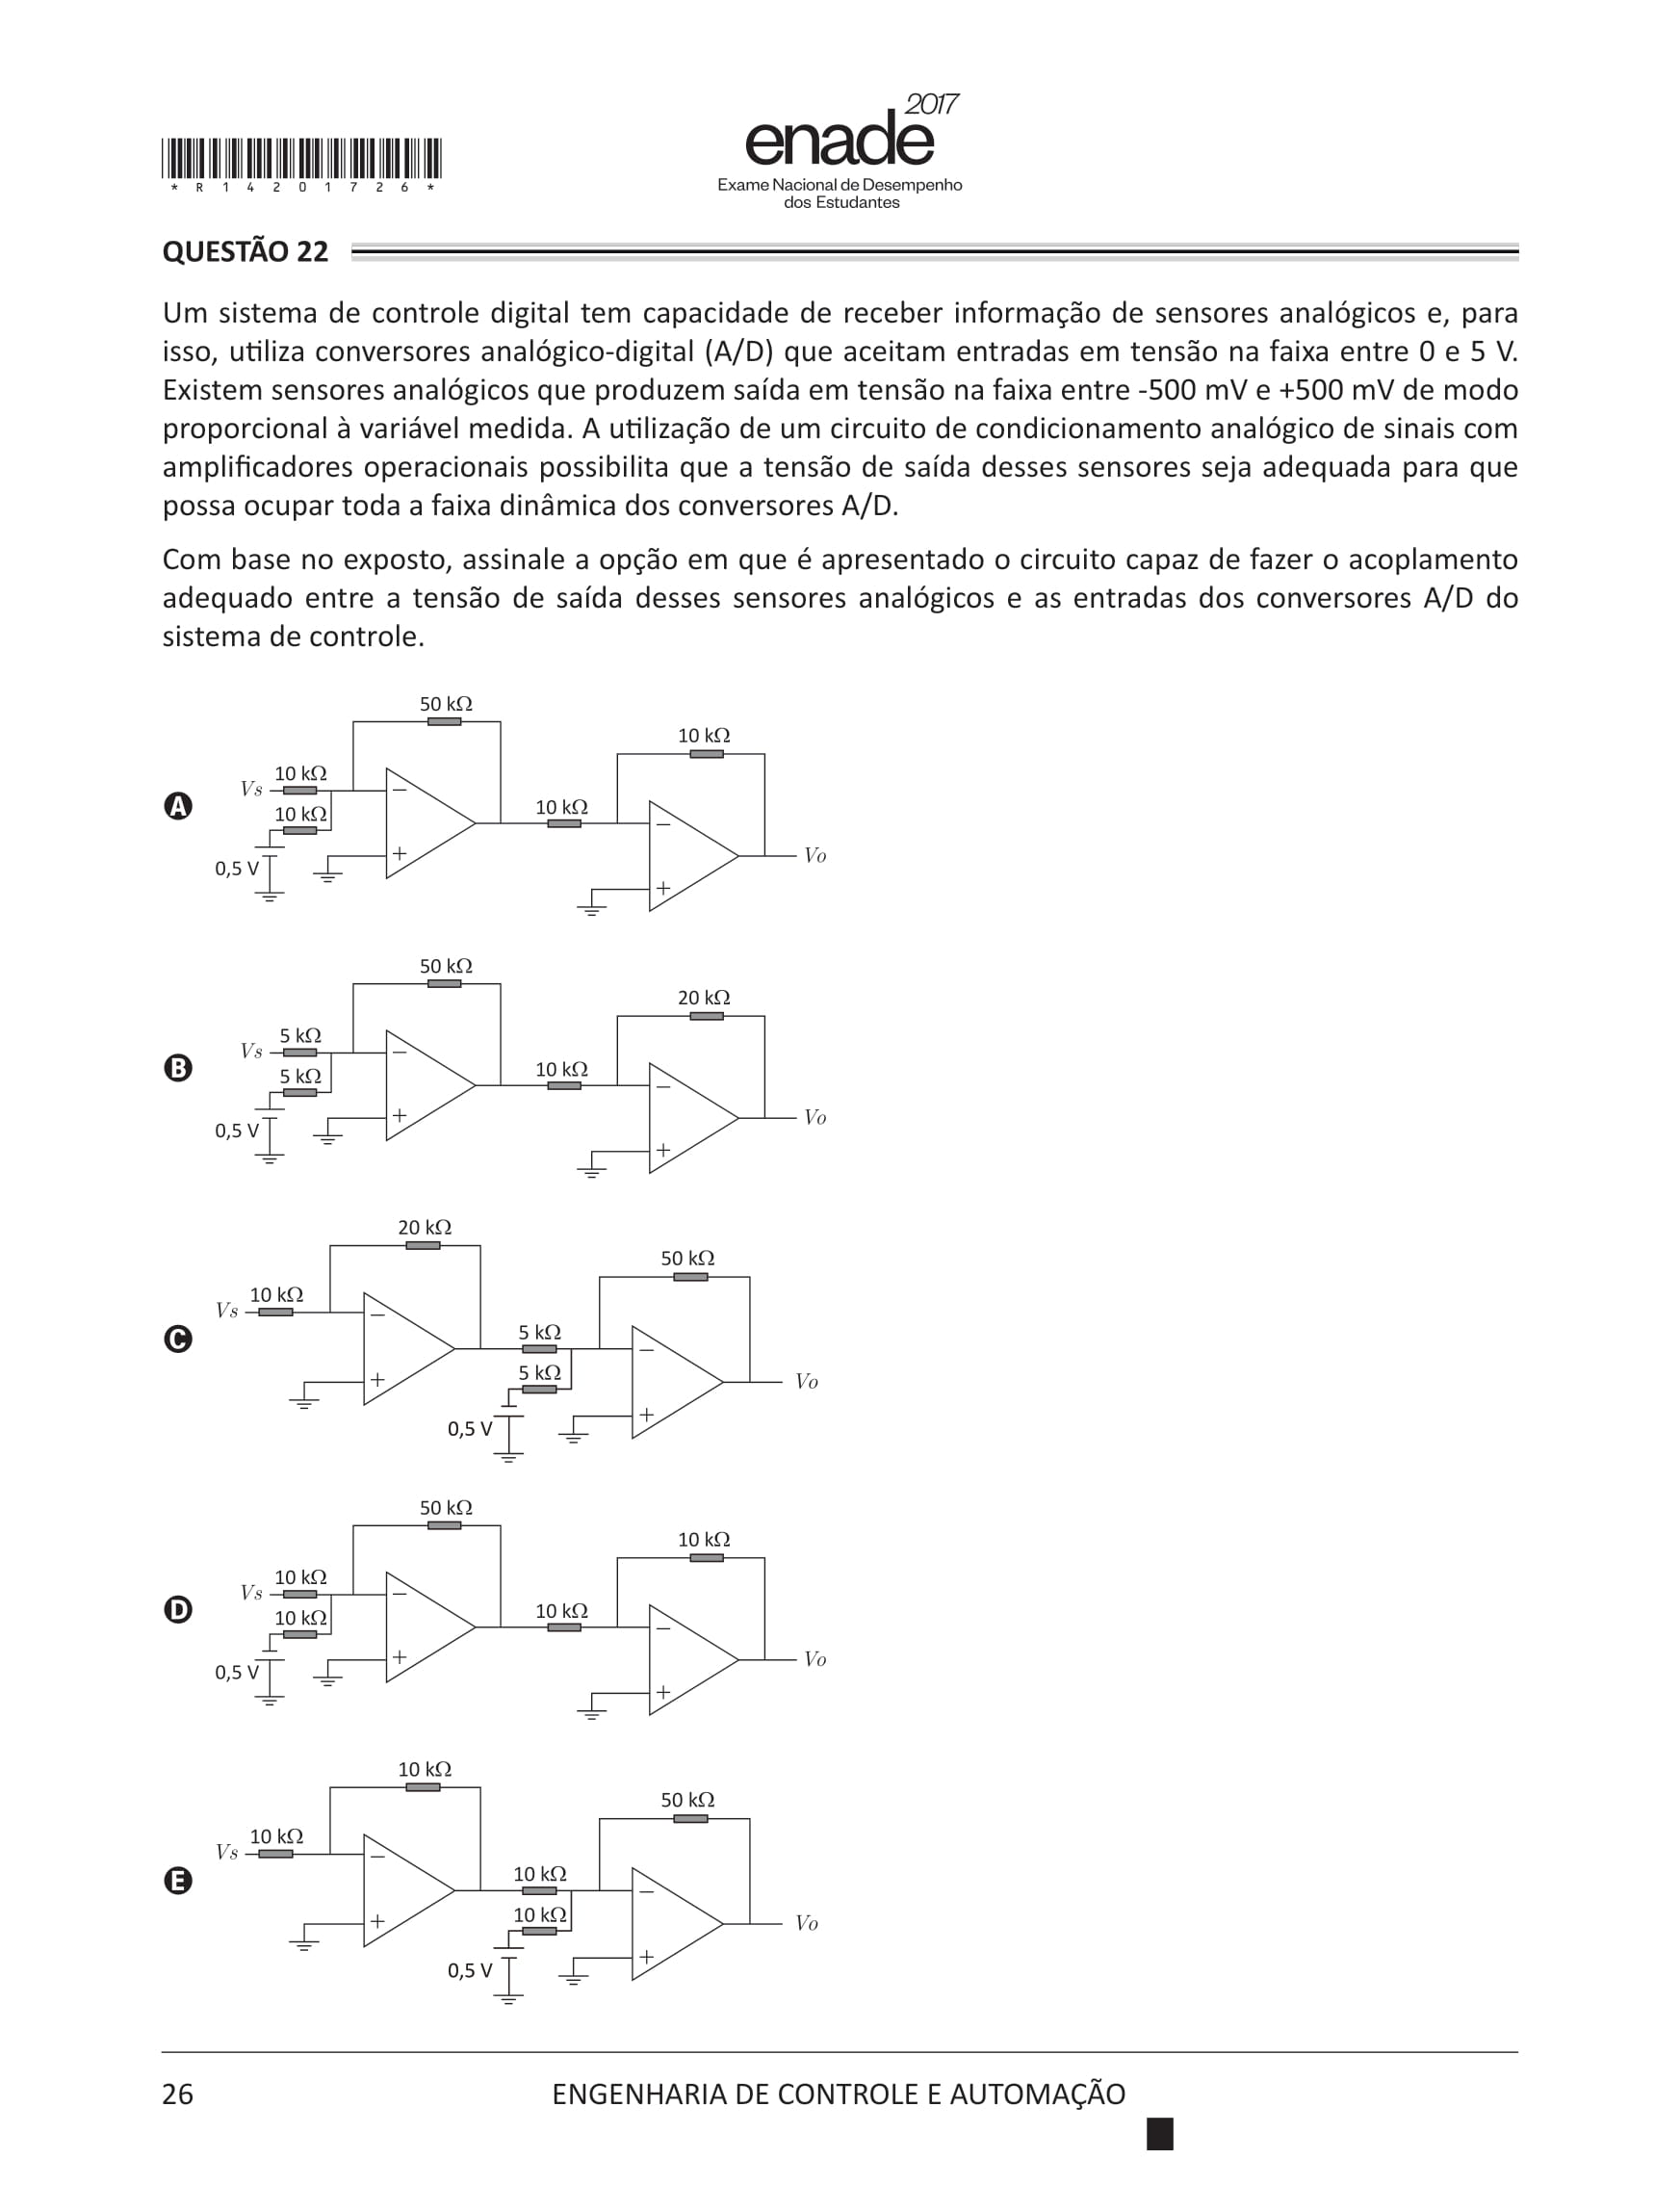 2017
enade
Exame Nacional de Desempenho
dos Estudantes
* R 1 4 2 0 1 7 2 6 *
QUESTÃO 22
Um sistema de controle digital tem capacidade de receber informação de sensores analógicos e, para
isso, utiliza conversores analógico-digital (A/D) que aceitam entradas em tensão na faixa entre 0 e 5 V.
Existem sensores analógicos que produzem saída em tensão na faixa entre -500 mV e +500 mV de modo
proporcional à variável medida. A utilização de um circuito de condicionamento analógico de sinais com
amplificadores operacionais possibilita que a tensão de saída desses sensores seja adequada para que
possa ocupar toda a faixa dinâmica dos conversores A/D.
Com base no exposto, assinale a opção em que é apresentado o circuito capaz de fazer o acoplamento
adequado entre a tensão de saída desses sensores analógicos e as entradas dos conversores A/D do
sistema de controle.
A
50 kΩ
10 kΩ
Vs
10 kΩ
10 kΩ
0,5 V
−
+
10 kΩ
−
+
Vo
B
50 kΩ
20 kΩ
Vs
5 kΩ
5 kΩ
0,5 V
−
+
10 kΩ
−
+
Vo
C
20 kΩ
50 kΩ
Vs
10 kΩ
−
+
5 kΩ
5 kΩ
0,5 V
−
+
Vo
D
50 kΩ
10 kΩ
Vs
10 kΩ
10 kΩ
0,5 V
−
+
10 kΩ
−
+
Vo
E
10 kΩ
50 kΩ
Vs
10 kΩ
−
+
10 kΩ
10 kΩ
0,5 V
−
+
Vo
26
ENGENHARIA DE CONTROLE E AUTOMAÇÃO